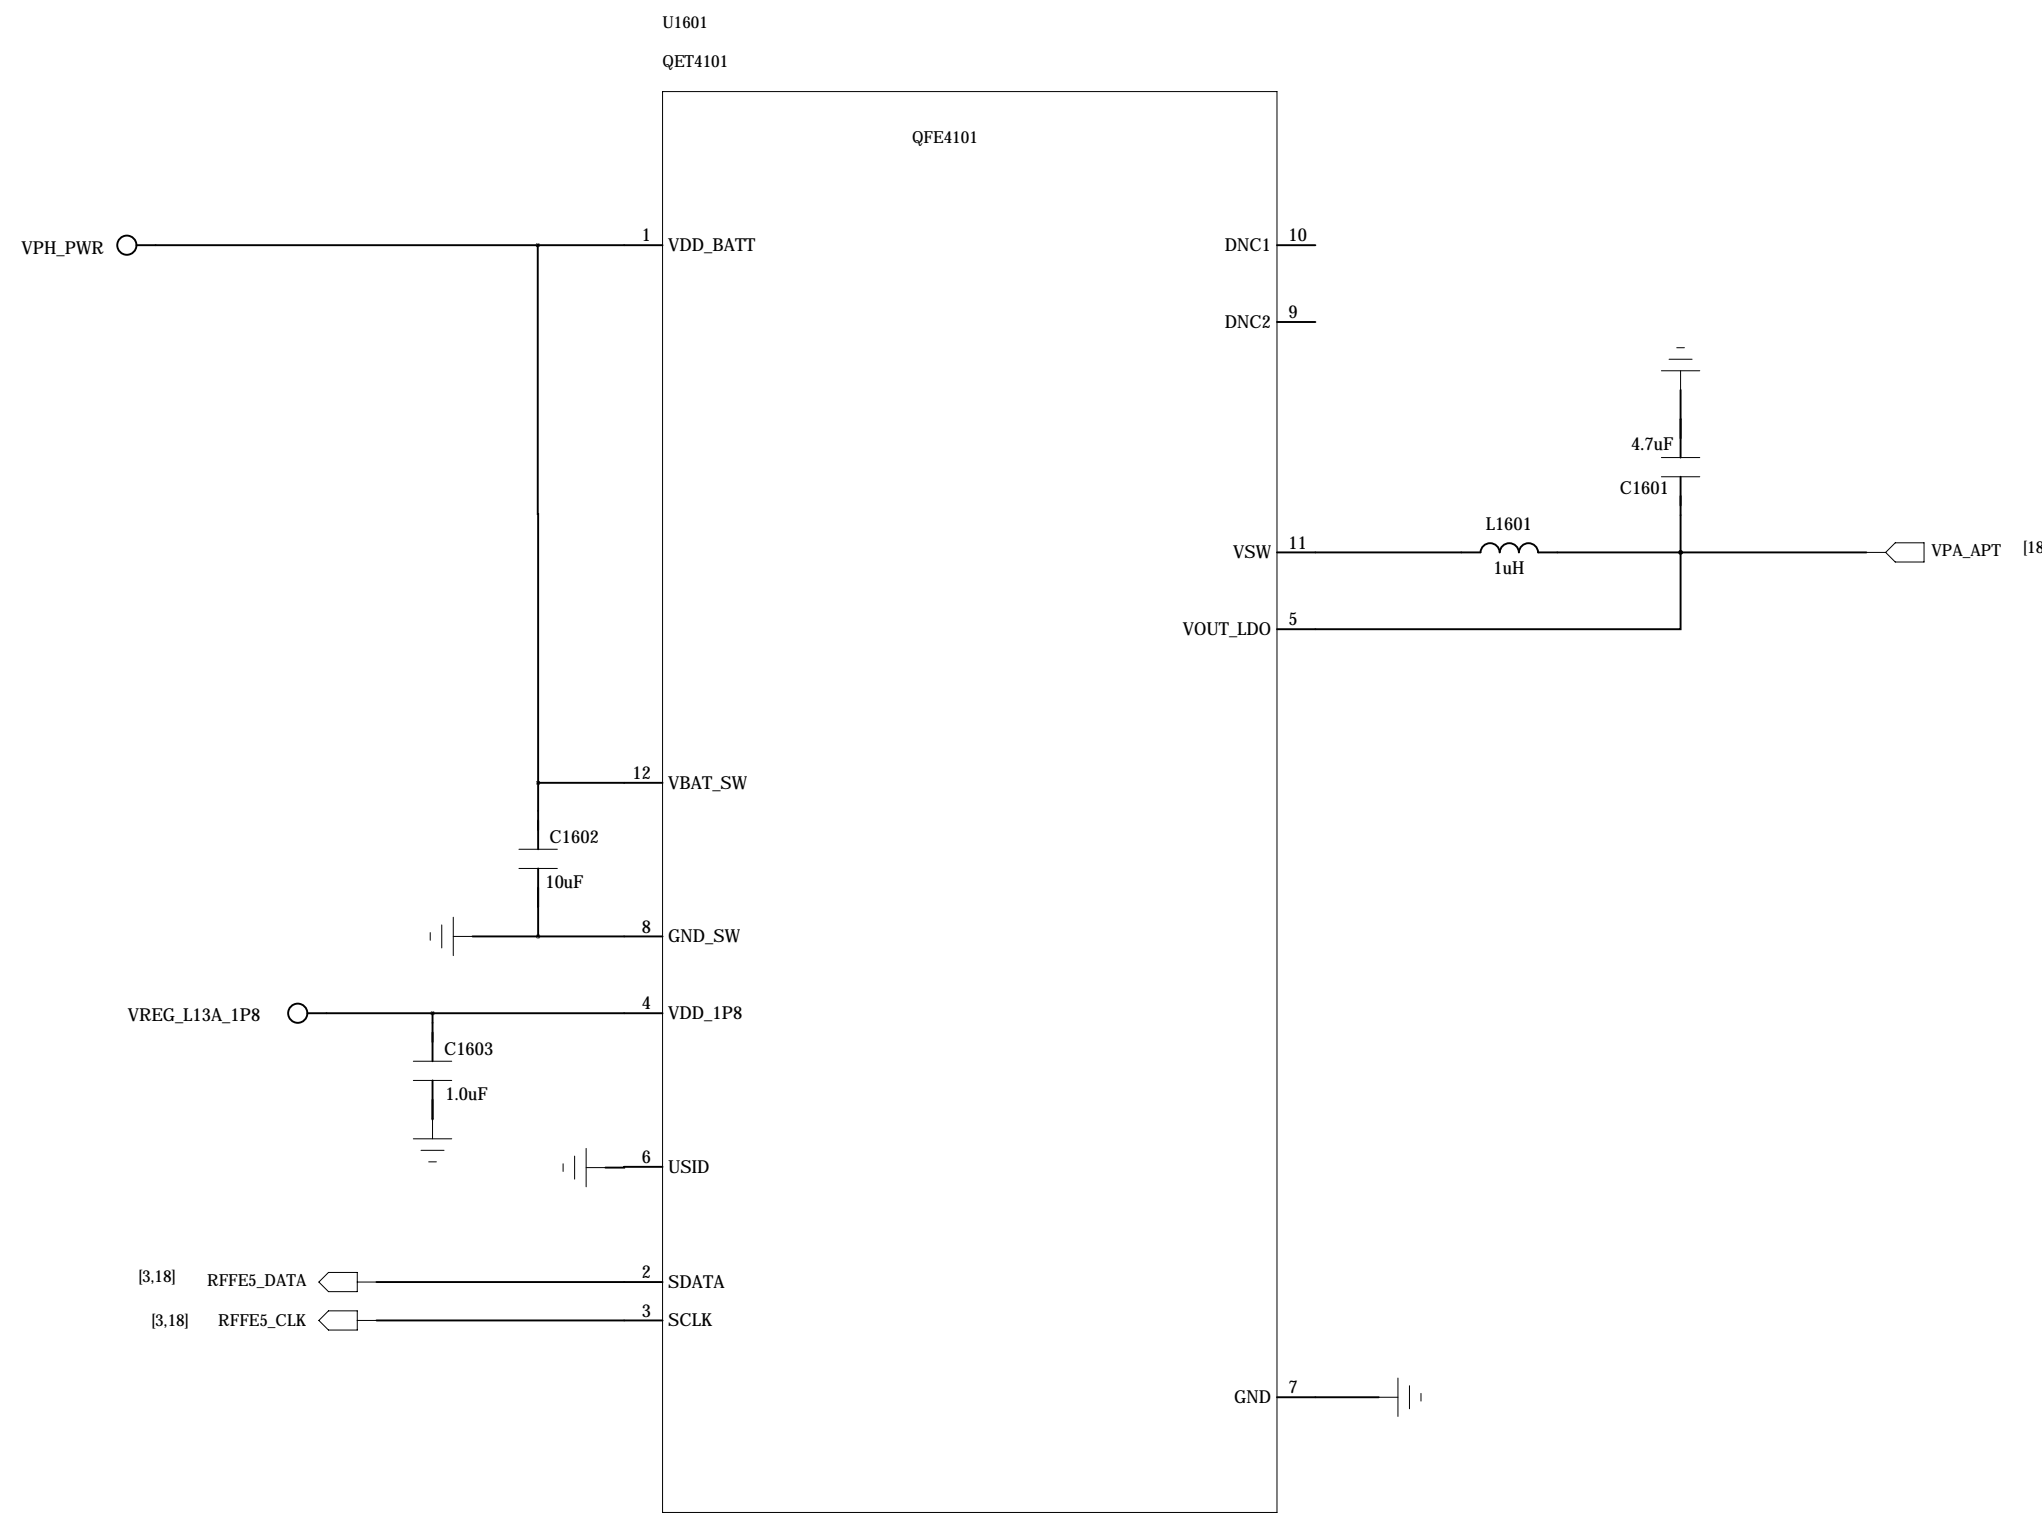 U1601
QET4101
QFE4101
VPH_PWR
1
VDD_BATT
DNC1
10
DNC2
9
4.7uF
C1601
L1601
1uH
VSW
11
VPA_APT
[18
VOUT_LDO
5
12
VBAT_SW
C1602
10uF
8
GND_SW
VREG_L13A_1P8
4
VDD_1P8
C1603
1.0uF
6
USID
[3,18]
RFFE5_DATA
2
SDATA
[3,18]
RFFE5_CLK
3
SCLK
GND
7